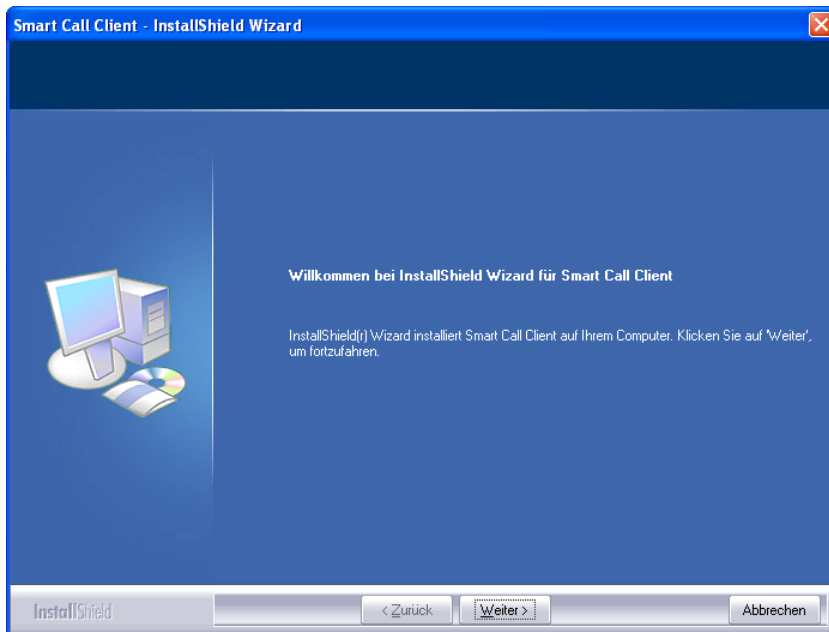 Smart Call Client - InstallShield Wizard
Willkommen bei InstallShield Wizard für Smart Call Client
InstallShield(r) Wizard installiert Smart Call Client auf Ihrem Computer. Klicken Sie auf 'Weiter',
um fortzufahren.
InstallShield
< Zurück
Weiter >
Abbrechen